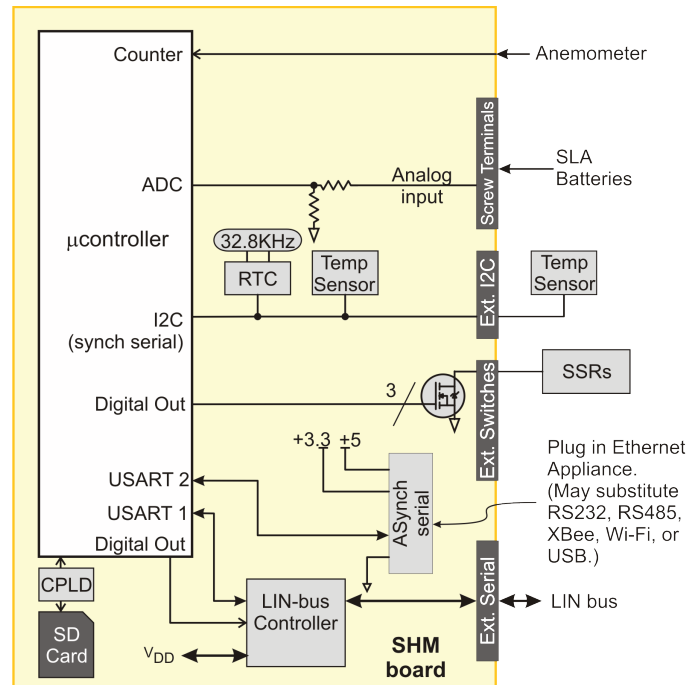 Counter
Anemometer
ADC
Analog
input
Screw Terminals
SLA
Batteries
μcontroller
32.8KHz
RTC
Temp
Sensor
Ext. I2C
Temp
Sensor
I2C
(synch serial)
Digital Out
3
Ext. Switches
SSRs
+3.3 +5
USART 2
USART 1
Digital Out
ASynch
serial
Plug in Ethernet
Appliance.
(May substitute
RS232, RS485,
XBee, Wi-Fi, or
USB.)
CPLD
SD
Card
LIN-bus
Controller
VDD
SHM
board
Ext. Serial
LIN bus